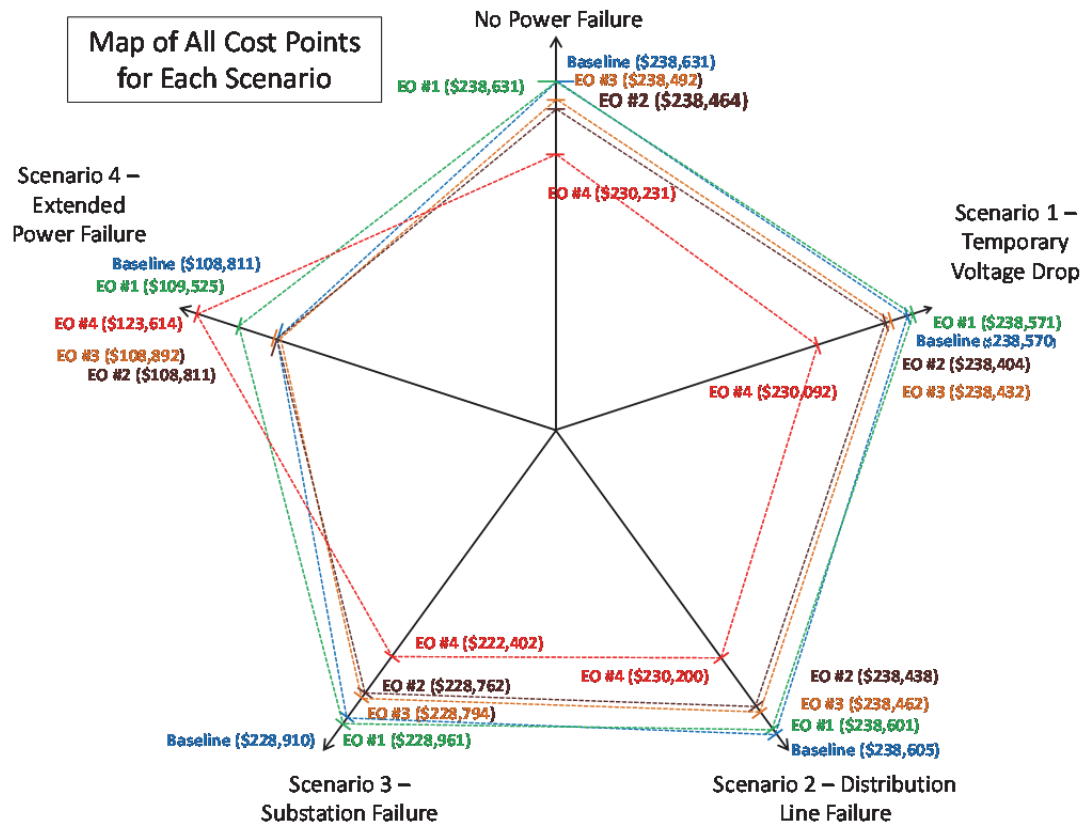 Map of All Cost Points
for Each Scenario
No Power Failure
Baseline ($238,631)
EO #1 ($238,631)
EO #3 ($238,492)
EO #2 ($238,464)
EO #4 ($230,231)
Scenario 4 –
Extended
Power Failure
Baseline ($108,811)
EO #1 ($109,525)
EO #4 ($123,614)
EO #3 ($108,892)
EO #2 ($108,811)
Scenario 1 –
Temporary
Voltage Drop
EO #1 ($238,571)
Baseline ($238,570)
EO #2 ($238,404)
EO #3 ($238,432)
EO #4 ($230,092)
EO #4 ($222,402)
EO #2 ($228,762)
EO #3 ($228,794)
Baseline ($228,910)
EO #1 ($228,961)
Scenario 3 –
Substation Failure
EO #4 ($230,200)
EO #2 ($238,438)
EO #3 ($238,462)
EO #1 ($238,601)
Baseline ($238,605)
Scenario 2 – Distribution
Line Failure